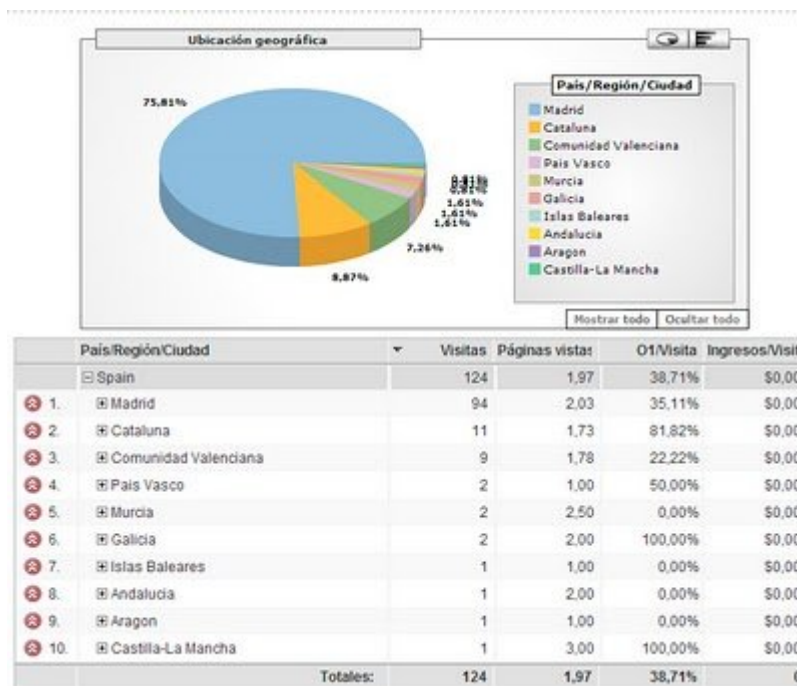 Ubicación geográfica
75,81%
8,87%
7,26%
1,61%
1,61%
1,61%
País/Región/Ciudad
Madrid
Cataluna
Comunidad Valenciana
Pais Vasco
Murcia
Galicia
Islas Baleares
Andalucia
Aragon
Castilla-La Mancha
Mostrar todo Ocultar todo
País/Región/Ciudad Visitas Páginas vistas O1/Visita Ingresos/Visit
Spain 124 1,97 38,71% $0,00
1. Madrid 94 2,03 35,11% $0,00
2. Cataluna 11 1,73 81,82% $0,00
3. Comunidad Valenciana 9 1,78 22,22% $0,00
4. Pais Vasco 2 1,00 50,00% $0,00
5. Murcia 2 2,50 0,00% $0,00
6. Galicia 2 2,00 100,00% $0,00
7. Islas Baleares 1 1,00 0,00% $0,00
8. Andalucia 1 2,00 0,00% $0,00
9. Aragon 1 1,00 0,00% $0,00
10. Castilla-La Mancha 1 3,00 100,00% $0,00
Totales: 124 1,97 38,71%